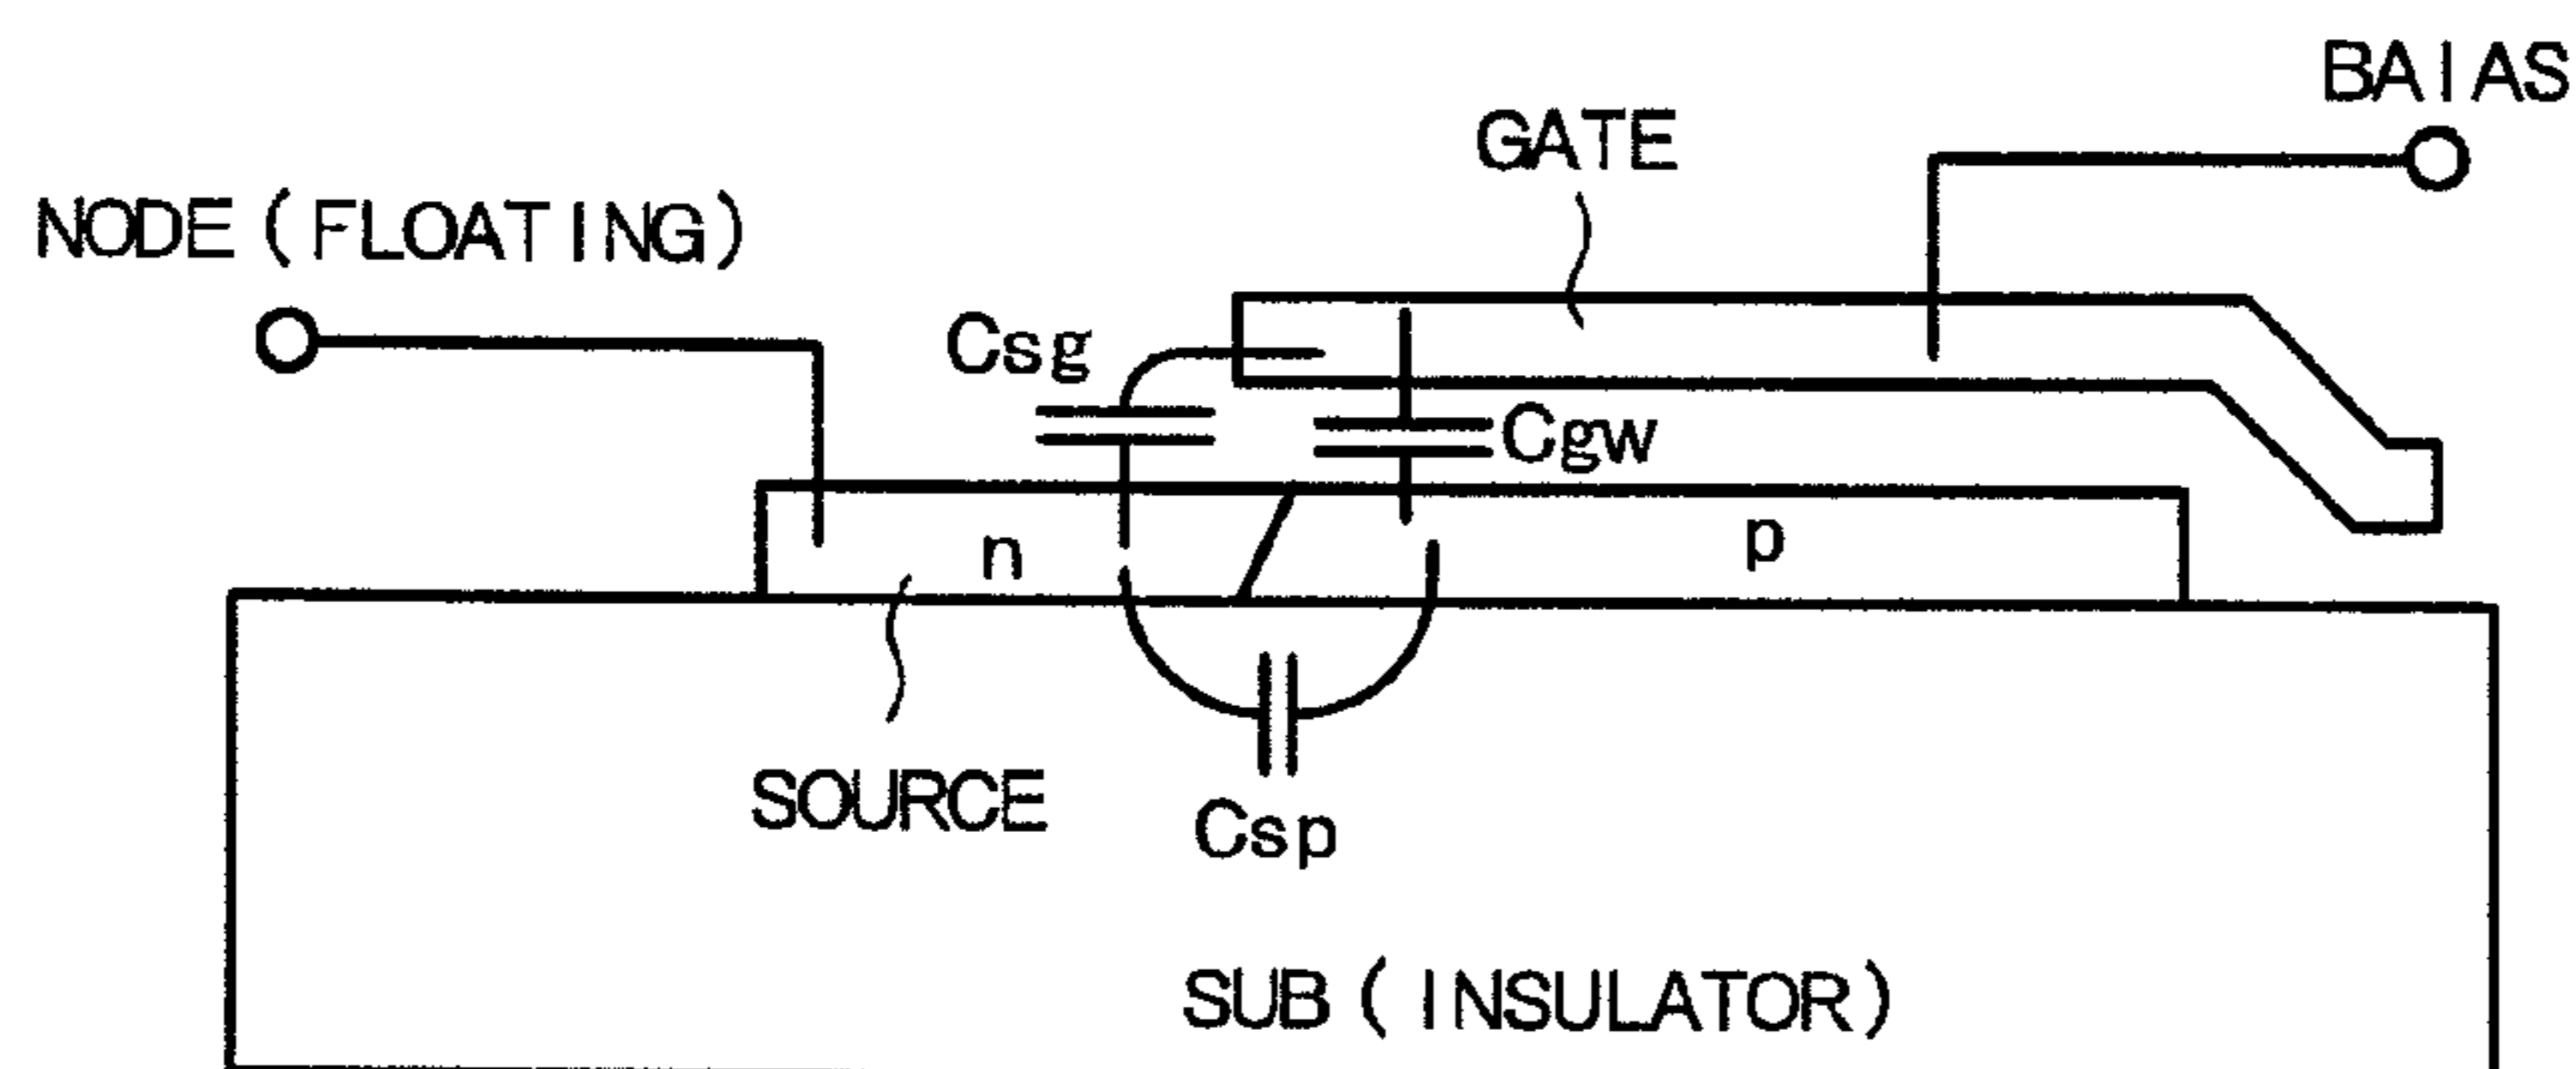 BAIAS
GATE
NODE (FLOATING)
Csg
Cgw
n
p
SOURCE
Csp
SUB (INSULATOR)